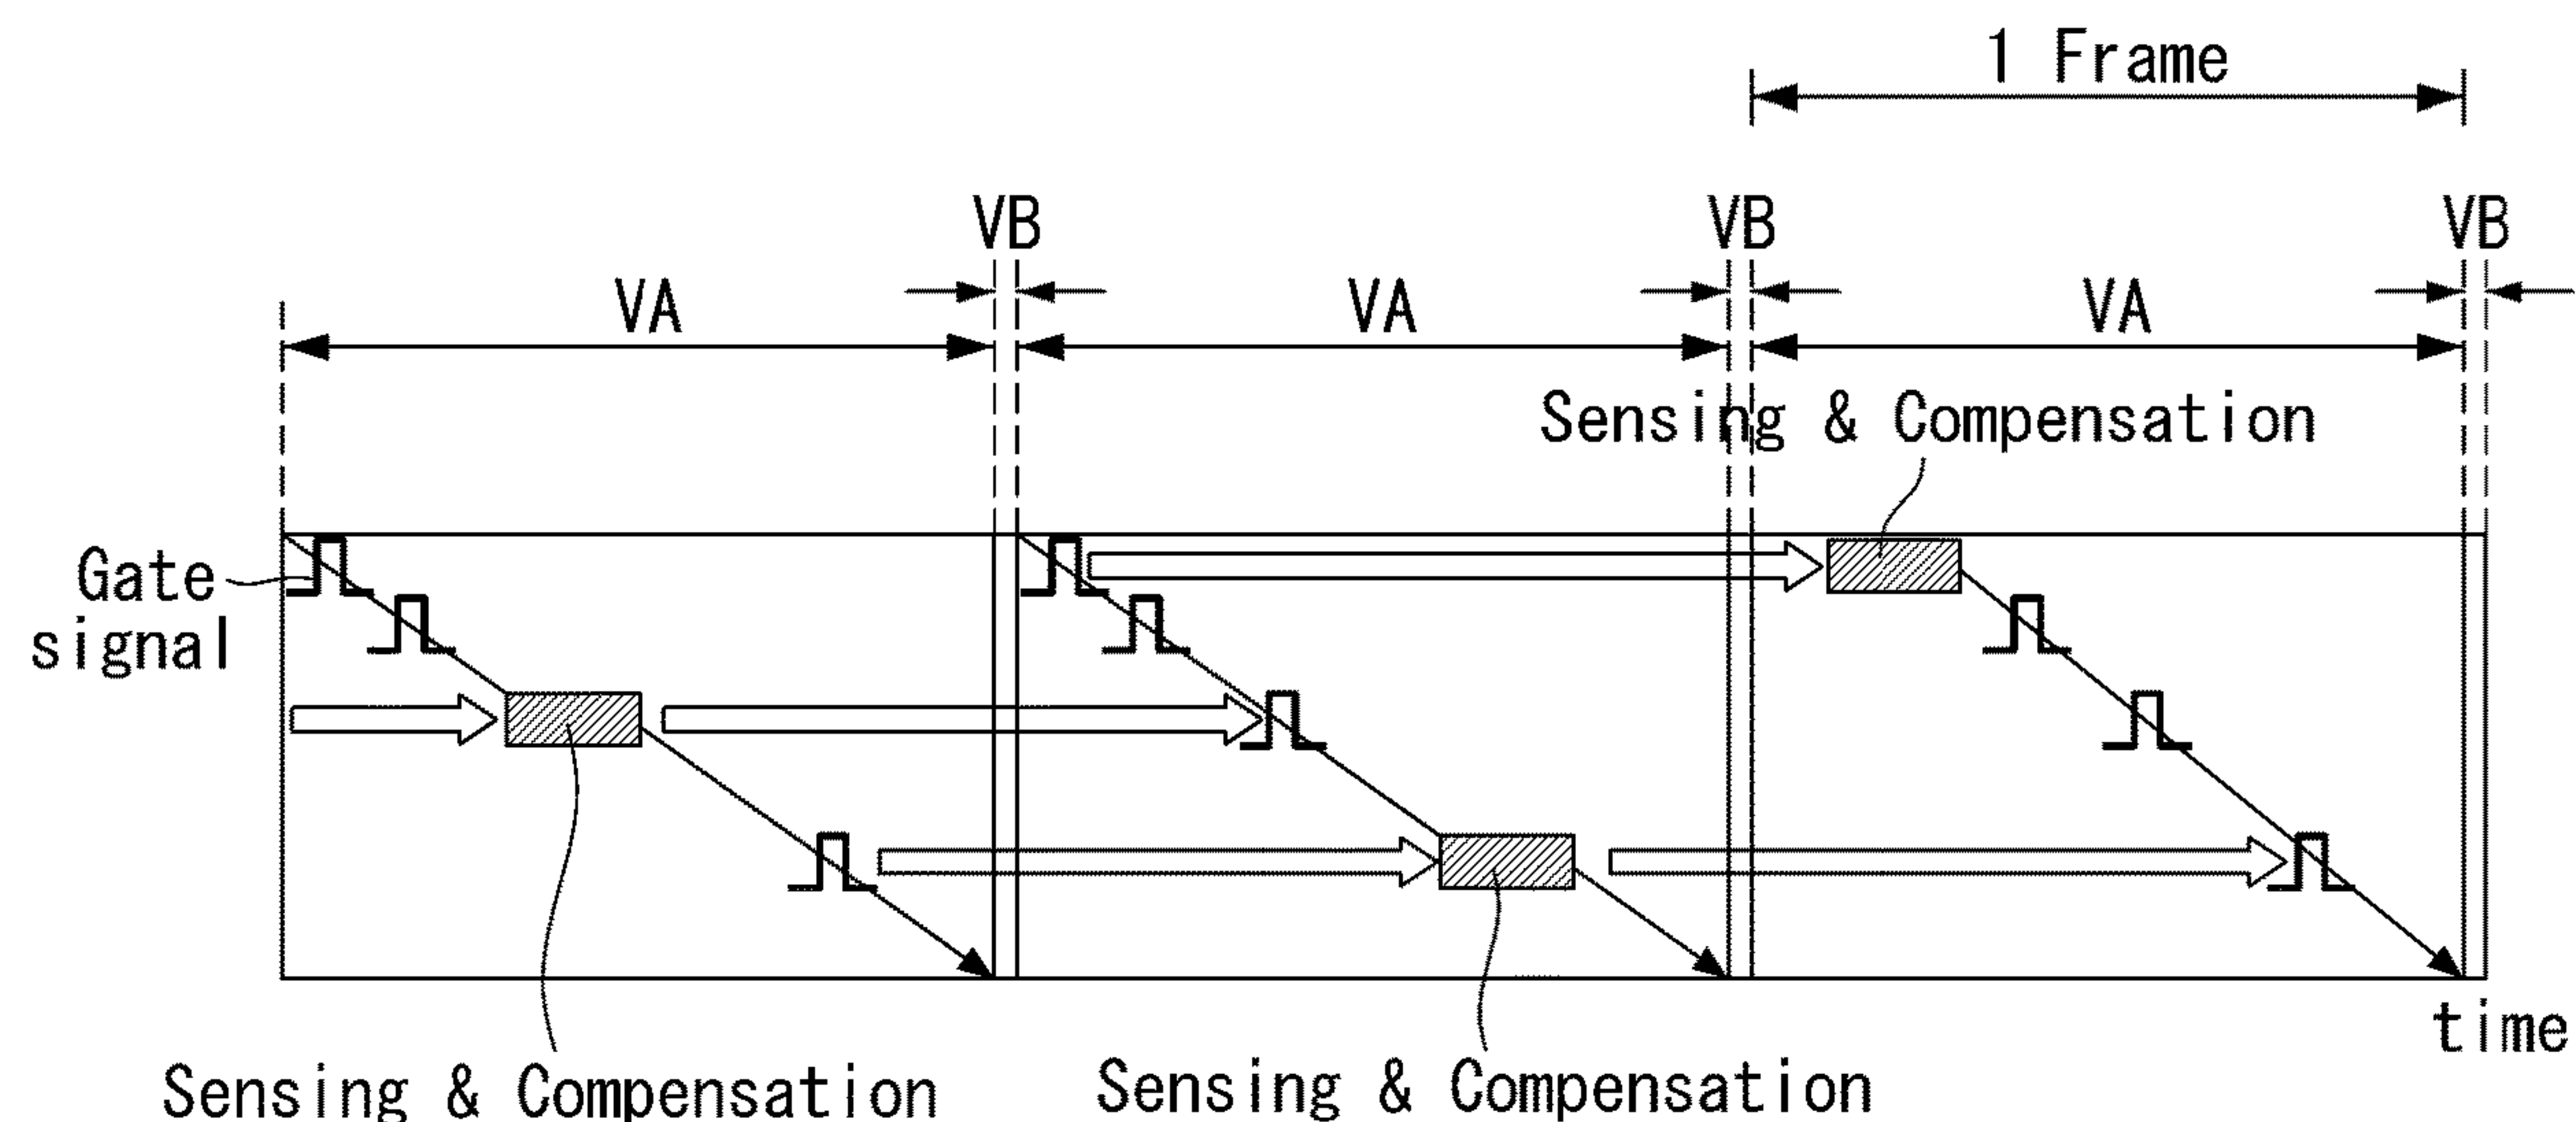 1 Frame
VB
VB
VB
VA
VA
VA
Sensing & Compensation
Gate
signal
time
Sensing & Compensation
Sensing & Compensation